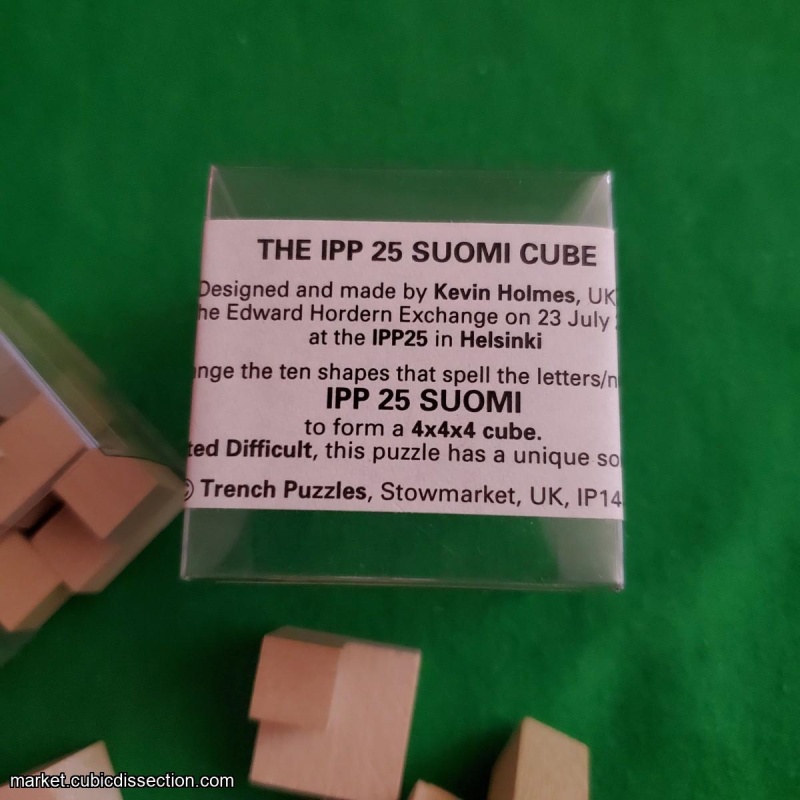 THE IPP 25 SUOMI CUBE
Designed and made by Kevin Holmes, UK
he Edward Hordern Exchange on 23 July
at the IPP25 in Helsinki
nge the ten shapes that spell the letters/n
IPP 25 SUOMI
to form a 4x4x4 cube.
ted Difficult, this puzzle has a unique so
© Trench Puzzles, Stowmarket, UK, IP14
market.cubicdissection.com